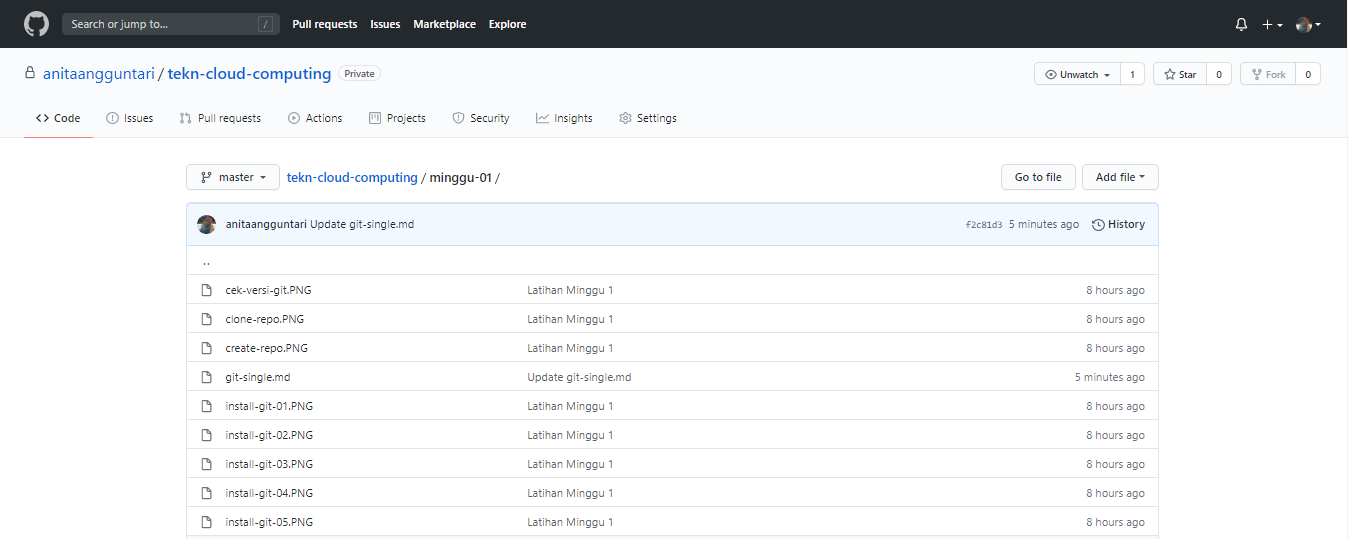 Search or jump to... / Pull requests Issues Marketplace Explore
anitaangguntari / tekn-cloud-computing Private Unwatch 1 Star 0 Fork 0
Code Issues Pull requests Actions Projects Security Insights Settings
master tekn-cloud-computing / minggu-01 / Go to file Add file
anitaangguntari Update git-single.md f2c81d3 5 minutes ago History
..
cek-versi-git.PNG Latihan Minggu 1 8 hours ago
clone-repo.PNG Latihan Minggu 1 8 hours ago
create-repo.PNG Latihan Minggu 1 8 hours ago
git-single.md Update git-single.md 5 minutes ago
install-git-01.PNG Latihan Minggu 1 8 hours ago
install-git-02.PNG Latihan Minggu 1 8 hours ago
install-git-03.PNG Latihan Minggu 1 8 hours ago
install-git-04.PNG Latihan Minggu 1 8 hours ago
install-git-05.PNG Latihan Minggu 1 8 hours ago